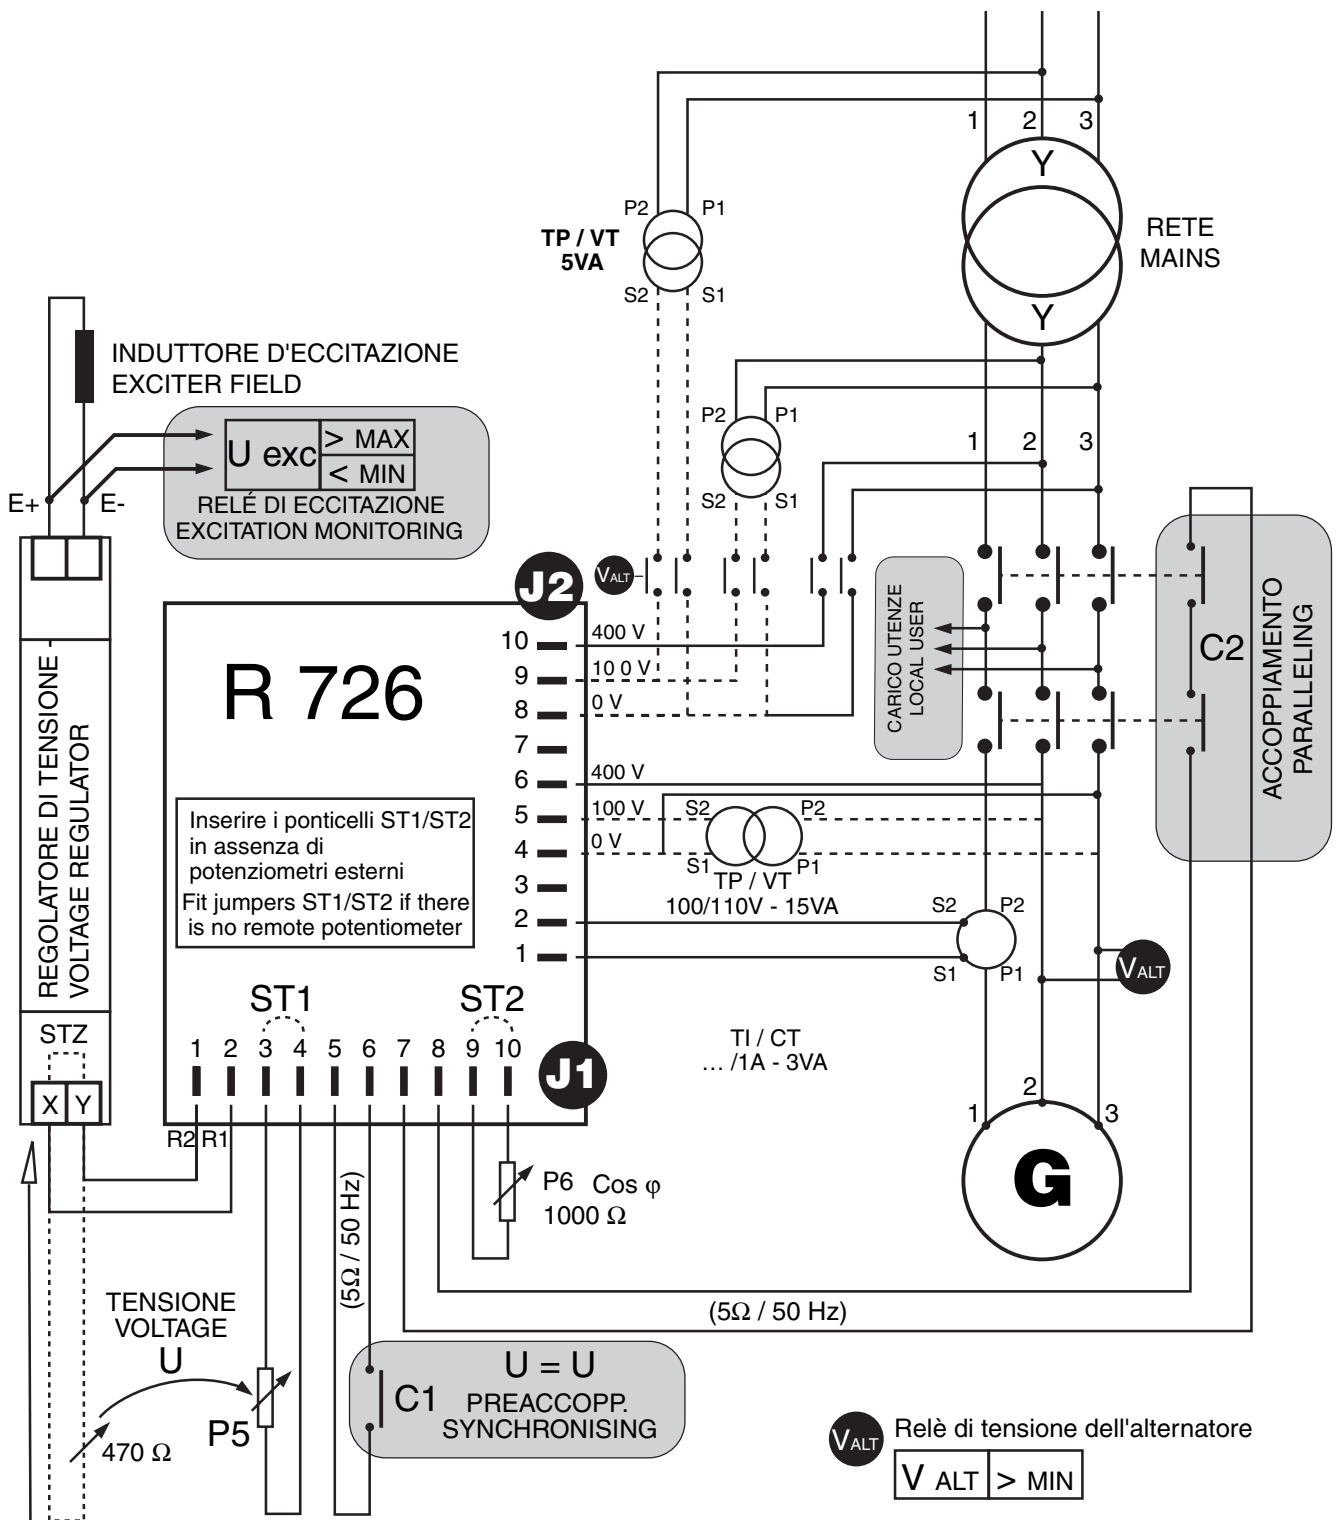 1 2 3
Y
RETE
MAINS
Y
P2 P1
TP / VT
5VA
S2 S1
INDUTTORE D'ECCITAZIONE
EXCITER FIELD
U exc > MAX
< MIN
RELÉ DI ECCITAZIONE
EXCITATION MONITORING
E+ E-
P2 P1
S2 S1
1 2 3
J2
VALT
R 726
10 400 V
9 10 0 V
8 0 V
7
6 400 V
5 100 V
4 0 V
3
2
1
CARICO UTENZE
LOCAL USER
C2
ACCOPPIAMENTO
PARALLELING
REGOLATORE DI TENSIONE
VOLTAGE REGULATOR
Inserire i ponticelli ST1/ST2
in assenza di
potenziometri esterni
Fit jumpers ST1/ST2 if there
is no remote potentiometer
S2 P2
S1 P1
TP / VT
100/110V - 15VA
S2 P2
S1 P1
VALT
TI / CT
... /1A - 3VA
ST1 ST2
STZ
1 2 3 4 5 6 7 8 9 10
J1
X Y
R2 R1
1 2 3
G
P6 Cos φ
1000 Ω
(5Ω / 50 Hz)
(5Ω / 50 Hz)
TENSIONE
VOLTAGE
U
P5
470 Ω
C1
U = U
PREACCOPP.
SYNCHRONISING
VALT Relè di tensione dell'alternatore
V ALT > MIN